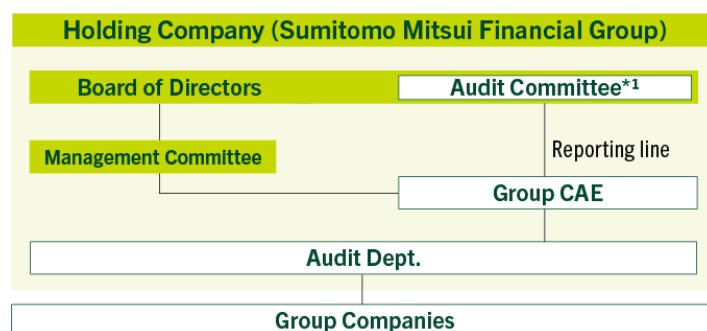 Holding Company (Sumitomo Mitsui Financial Group)
Board of Directors
Audit Committee*1
Management Committee
Reporting line
Group CAE
Audit Dept.
Group Companies